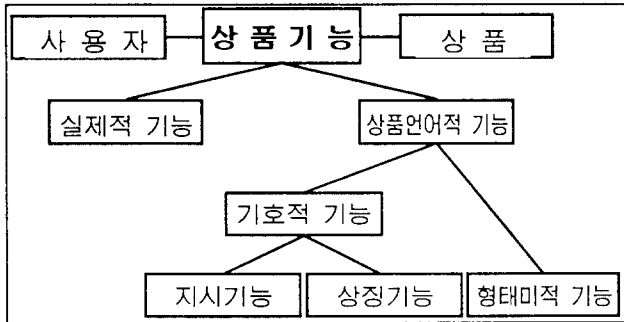 사 용 자
상 품 기 능
상 품
실제적 기능
상품언어적 기능
기호적 기능
지시기능
상징기능
형태미적 기능